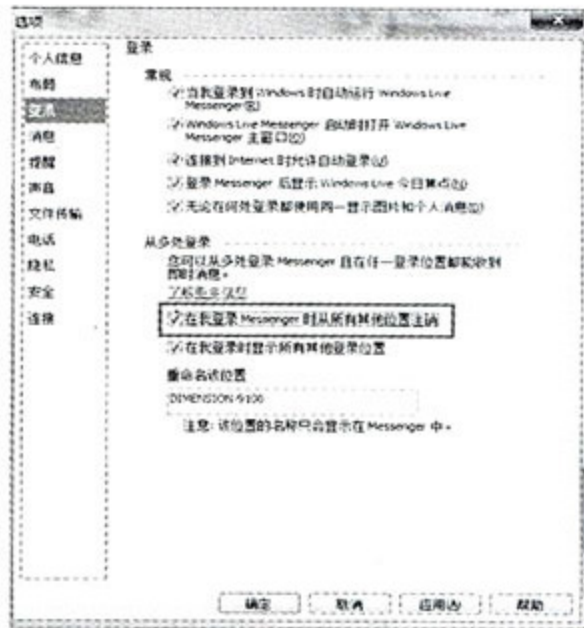 选项
个人信息
布局
登录
消息
提醒
声音
文件传输
电话
隐私
安全
连接
登录
常规
当我登录到 Windows 时自动运行 Windows Live
Messenger(R)
Windows Live Messenger 启动时打开 Windows Live
Messenger 主窗口(O)
连接到 Internet 时允许自动登录
登录 Messenger 后显示 Windows Live 今日焦点
无论在何处登录都使用同一显示图片和个人消息
从多处登录
您可以从多处登录 Messenger 且在任一登录位置都能收到
即时消息。
了解更多信息
在我登录 Messenger 时从所有其他位置注销
在我登录时显示所有其他登录位置
重命名该位置
DIMENSION-9100
注意: 该位置的名称只会显示在 Messenger 中。
确定
取消
应用(A)
帮助